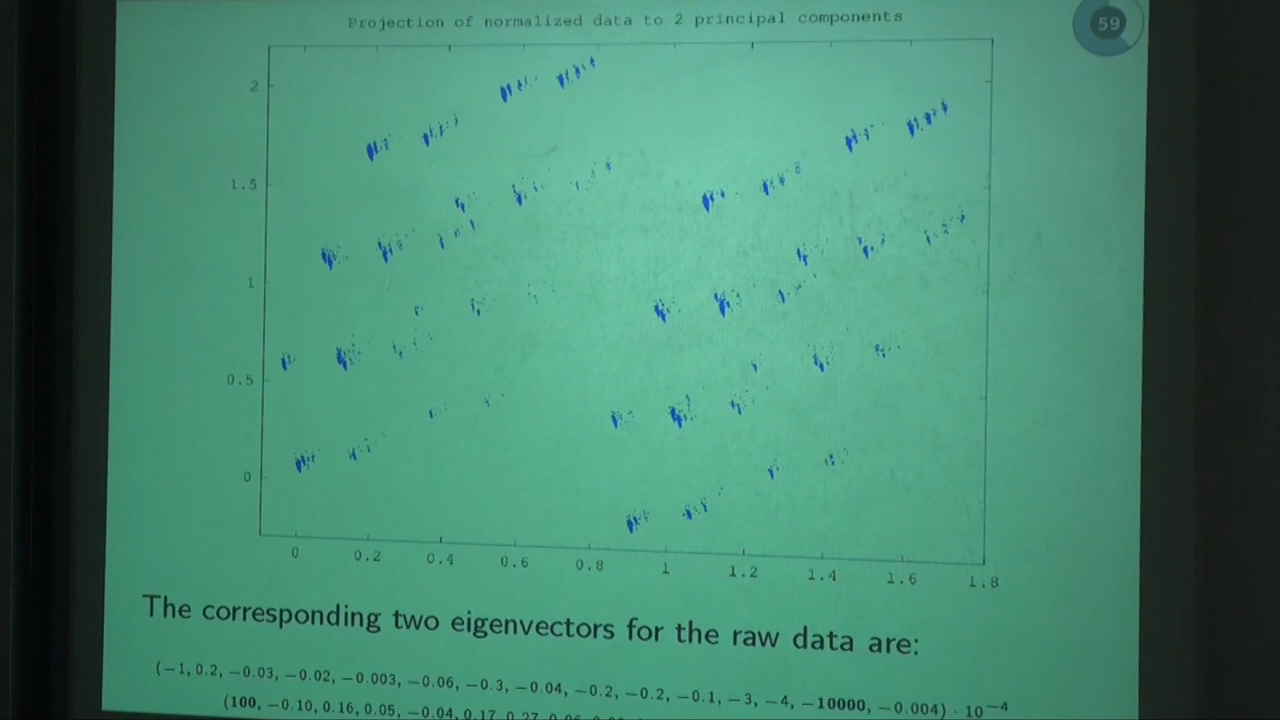 Projection of normalized data to 2 principal components
59
2
1.5
1
0.5
0
0 0.2 0.4 0.6 0.8 1 1.2 1.4 1.6 1.8
The corresponding two eigenvectors for the raw data are:
(−1, 0.2, −0.03, −0.02, −0.003, −0.06, −0.3, −0.04, −0.2, −0.2, −0.1, −3, −4, −10000, −0.004) · 10⁻⁴
(100, −0.10, 0.16, 0.05, −0.04, 0.17, 0.27,